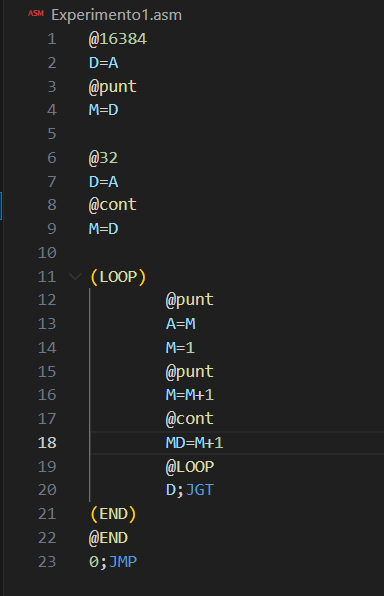 ASM Experimento1.asm
1 @16384
2 D=A
3 @punt
4 M=D
5
6 @32
7 D=A
8 @cont
9 M=D
10
11 (LOOP)
12 @punt
13 A=M
14 M=1
15 @punt
16 M=M+1
17 @cont
18 MD=M+1
19 @LOOP
20 D;JGT
21 (END)
22 @END
23 0;JMP